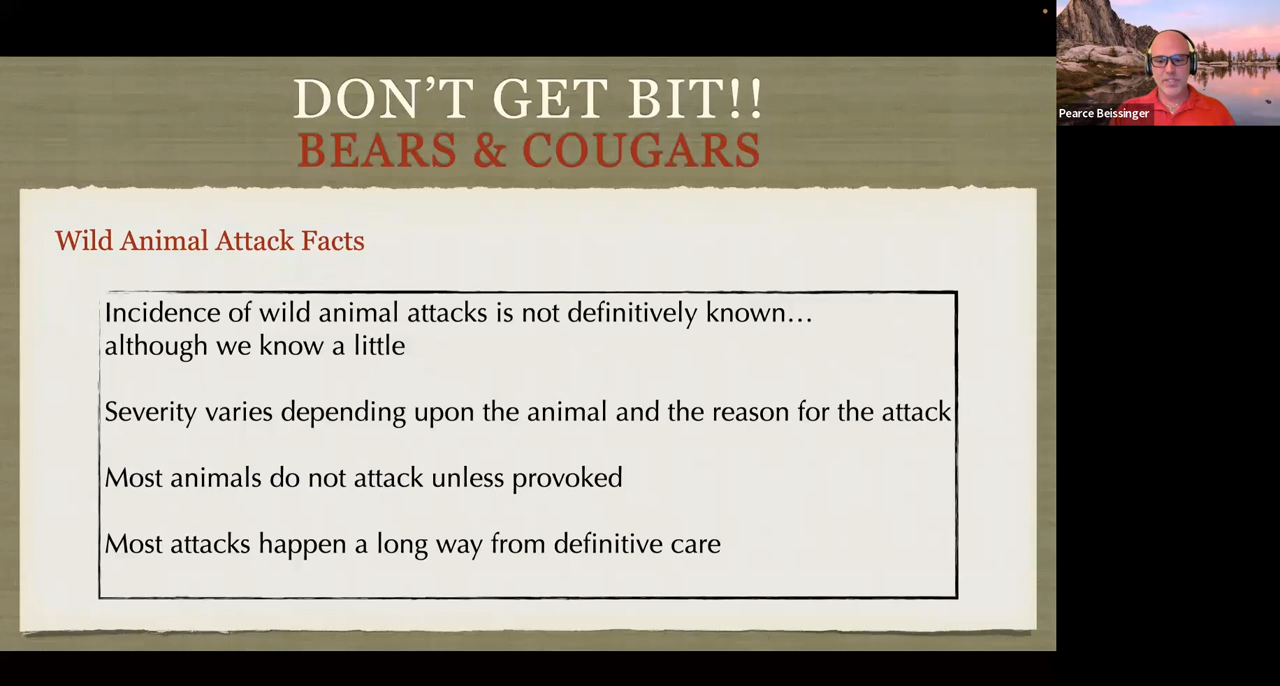 DON'T GET BIT!!
BEARS & COUGARS
Wild Animal Attack Facts
Incidence of wild animal attacks is not definitively known…
although we know a little
Severity varies depending upon the animal and the reason for the attack
Most animals do not attack unless provoked
Most attacks happen a long way from definitive care
Pearce Beissinger